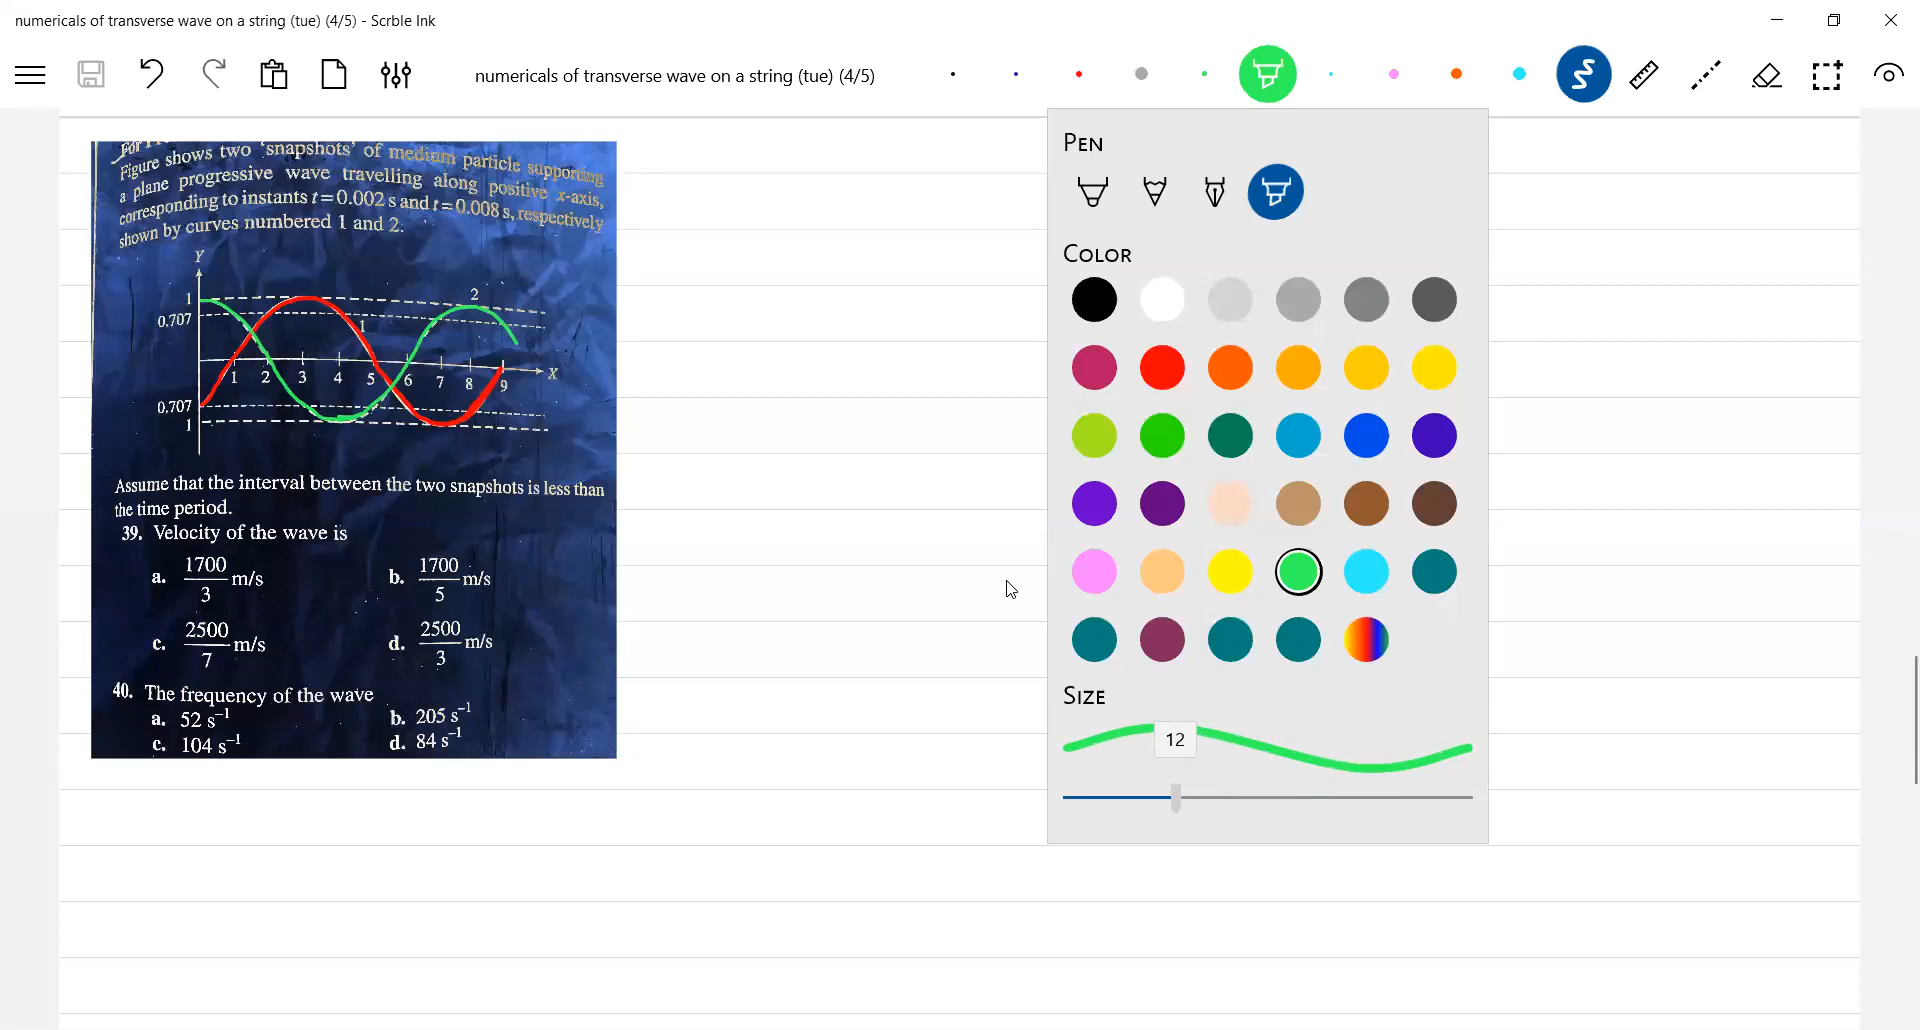 numericals of transverse wave on a string (tue) (4/5) - Scrble Ink
numericals of transverse wave on a string (tue) (4/5)
Figure shows two 'snapshots' of medium particle supporting
a plane progressive wave travelling along positive x-axis,
corresponding to instants t = 0.002 s and t = 0.008 s, respectively
shown by curves numbered 1 and 2.
Y
1
2
0.707
1
1 2 3 4 5 6 7 8 9
X
0.707
1
Assume that the interval between the two snapshots is less than
the time period.
39. Velocity of the wave is
a. 1700/3 m/s b. 1700/5 m/s
c. 2500/7 m/s d. 2500/3 m/s
40. The frequency of the wave
a. 52 s⁻¹ b. 205 s⁻¹
c. 104 s⁻¹ d. 84 s⁻¹
PEN
COLOR
SIZE
12